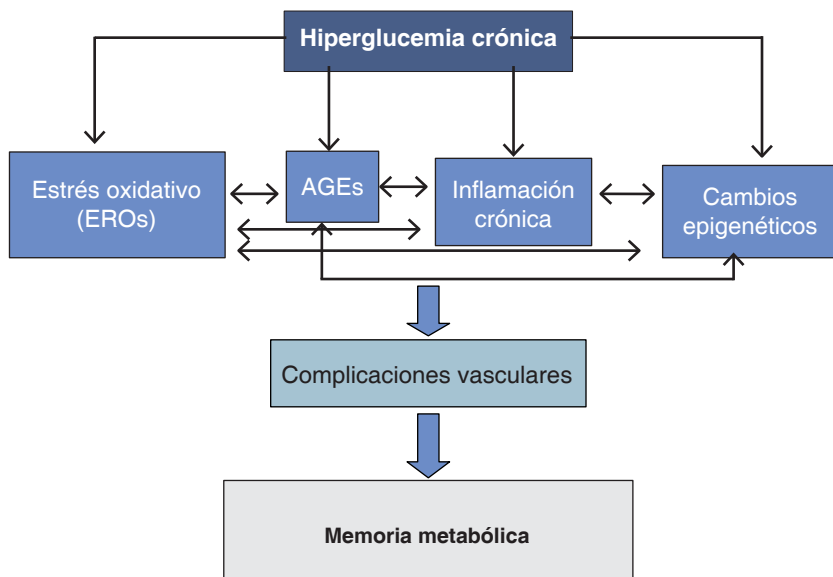 Hiperglucemia crónica
Estrés oxidativo
(EROs)
AGEs
Inflamación
crónica
Cambios
epigenéticos
Complicaciones vasculares
Memoria metabólica